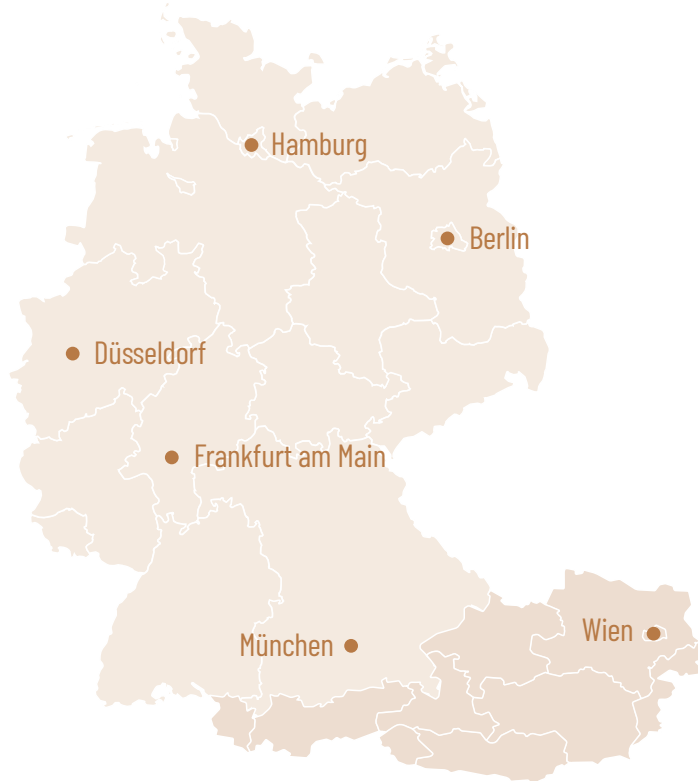 Hamburg
Berlin
Düsseldorf
Frankfurt am Main
Wien
München